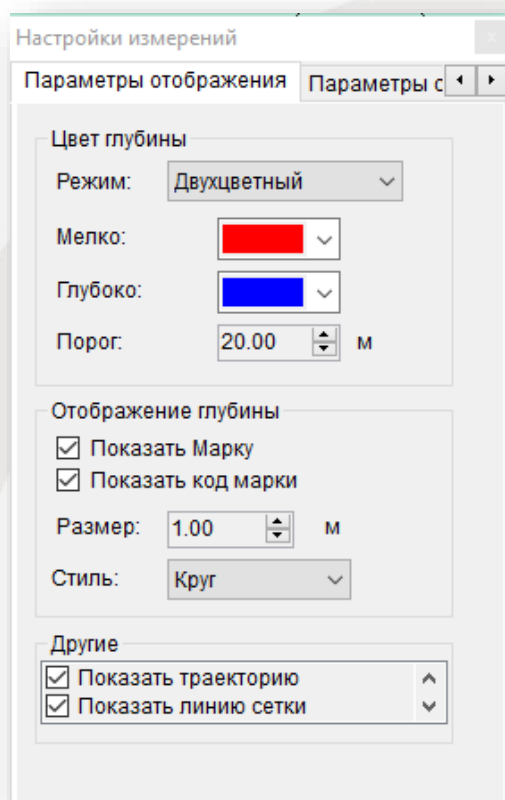 Настройки измерений
Параметры отображения Параметры с
Цвет глубины
Режим: Двухцветный
Мелко:
Глубоко:
Порог: 20.00 м
Отображение глубины
Показать Марку
Показать код марки
Размер: 1.00 м
Стиль: Круг
Другие
Показать траекторию
Показать линию сетки